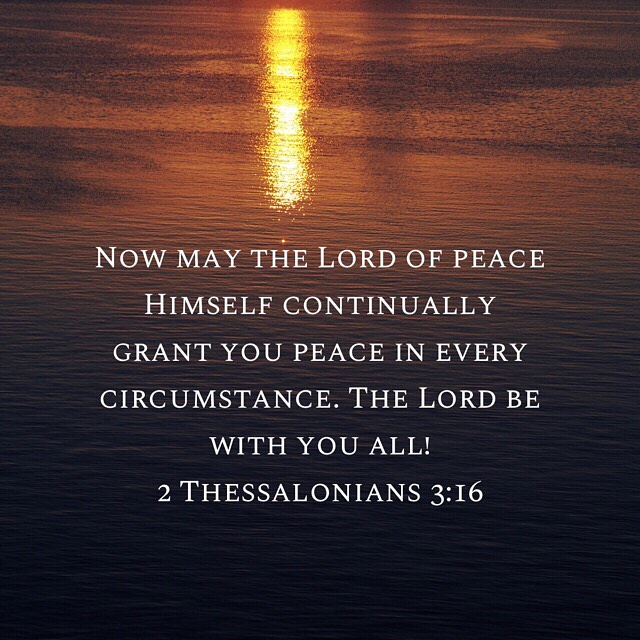 Now may the Lord of peace
Himself continually
grant you peace in every
circumstance. The Lord be
with you all!
2 Thessalonians 3:16